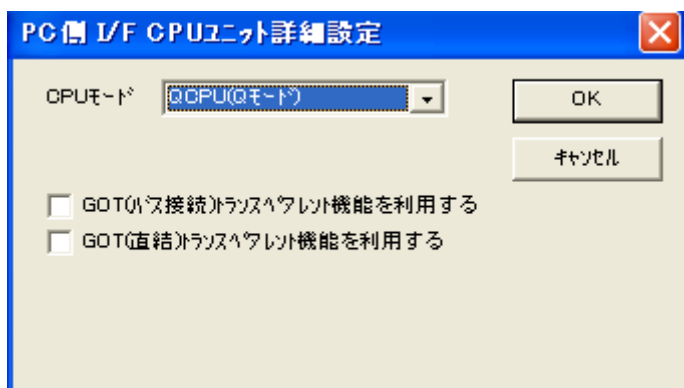 PC側 I/F CPUユニット詳細設定
CPUモード QCPU(Qモード) OK
キャンセル
GOT(バス接続)トランスペアレント機能を利用する
GOT(直結)トランスペアレント機能を利用する